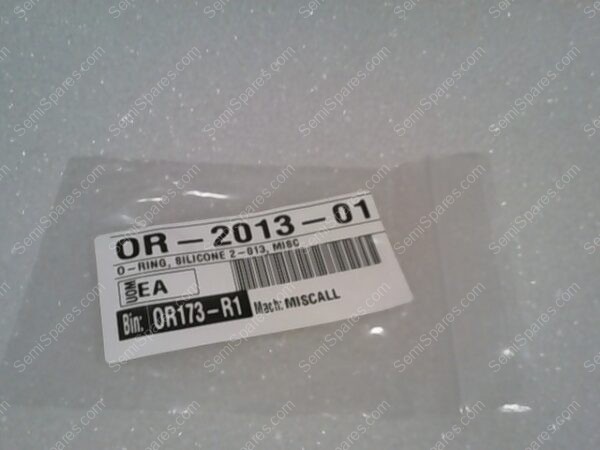 OR-2013-01
O-RING, SILICONE 2-013, MISC
UOM EA
Bin: OR173-R1 Mach: MISCALL
SemiSpares.com